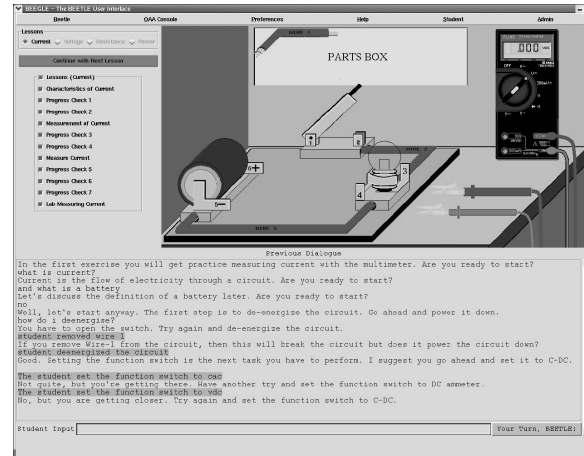 BEEGLE – The BEETLE User Interface
Beetle OAA Console Preferences Help Student Admin
Lessons
Current Voltage Resistance Power
Continue with Next Lesson
Lessons (Current)
Characteristics of Current
Progress Check 1
Progress Check 2
Measurement of Current
Progress Check 3
Progress Check 4
Measure Current
Progress Check 5
Progress Check 6
Progress Check 7
Lab Measuring Current
WIRE 1
PARTS BOX
1
2
WIRE 2
3
4
6+
5-
WIRE 3
.000
OFF
Previous Dialogue
In the first exercise you will get practice measuring current with the multimeter. Are you ready to start?
what is current?
Current is the flow of electricity through a circuit. Are you ready to start?
and what is a battery
Let's discuss the definition of a battery later. Are you ready to start?
no
Well, let's start anyway. The first step is to de-energize the circuit. Go ahead and power it down.
how do i deenergise?
You have to open the switch. Try again and de-energize the circuit.
student removed wire 1
If you remove Wire-1 from the circuit, then this will break the circuit but does it power the circuit down?
student deenergized the circuit
Good. Setting the function switch is the next task you have to perform. I suggest you go ahead and set it to C-DC.
The student set the function switch to cac
Not quite, but you're getting there. Have another try and set the function switch to DC ammeter.
The student set the function switch to vdc
No, but you are getting closer. Try again and set the function switch to C-DC.
Student Input
Your Turn, BEETLE!